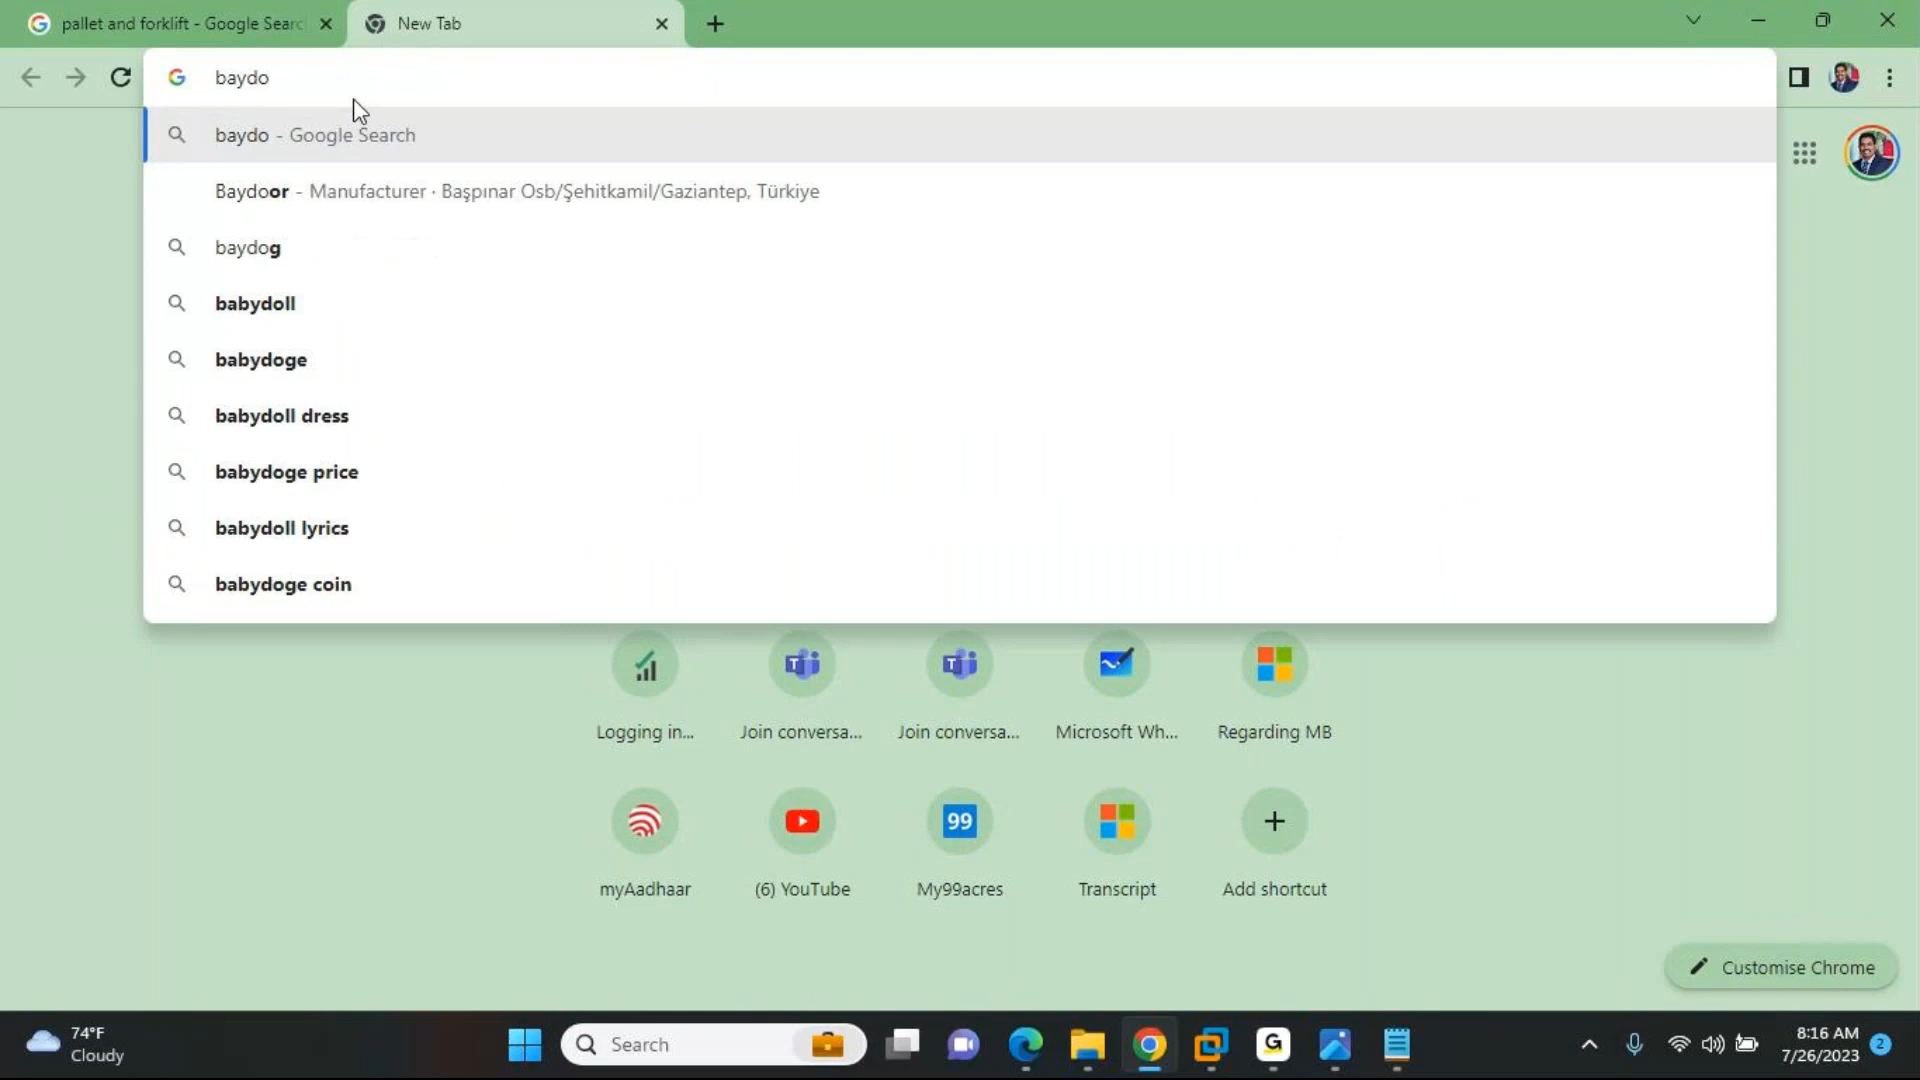 pallet and forklift - Google Searc
New Tab
baydo
baydo - Google Search
Baydoor - Manufacturer · Başpınar Osb/Şehitkamil/Gaziantep, Türkiye
baydog
babydoll
babydoge
babydoll dress
babydoge price
babydoll lyrics
babydoge coin
Logging in...
Join conversa...
Join conversa...
Microsoft Wh...
Regarding MB
99
myAadhaar
(6) YouTube
My99acres
Transcript
Add shortcut
Customise Chrome
74°F
Cloudy
Search
8:16 AM
7/26/2023
2